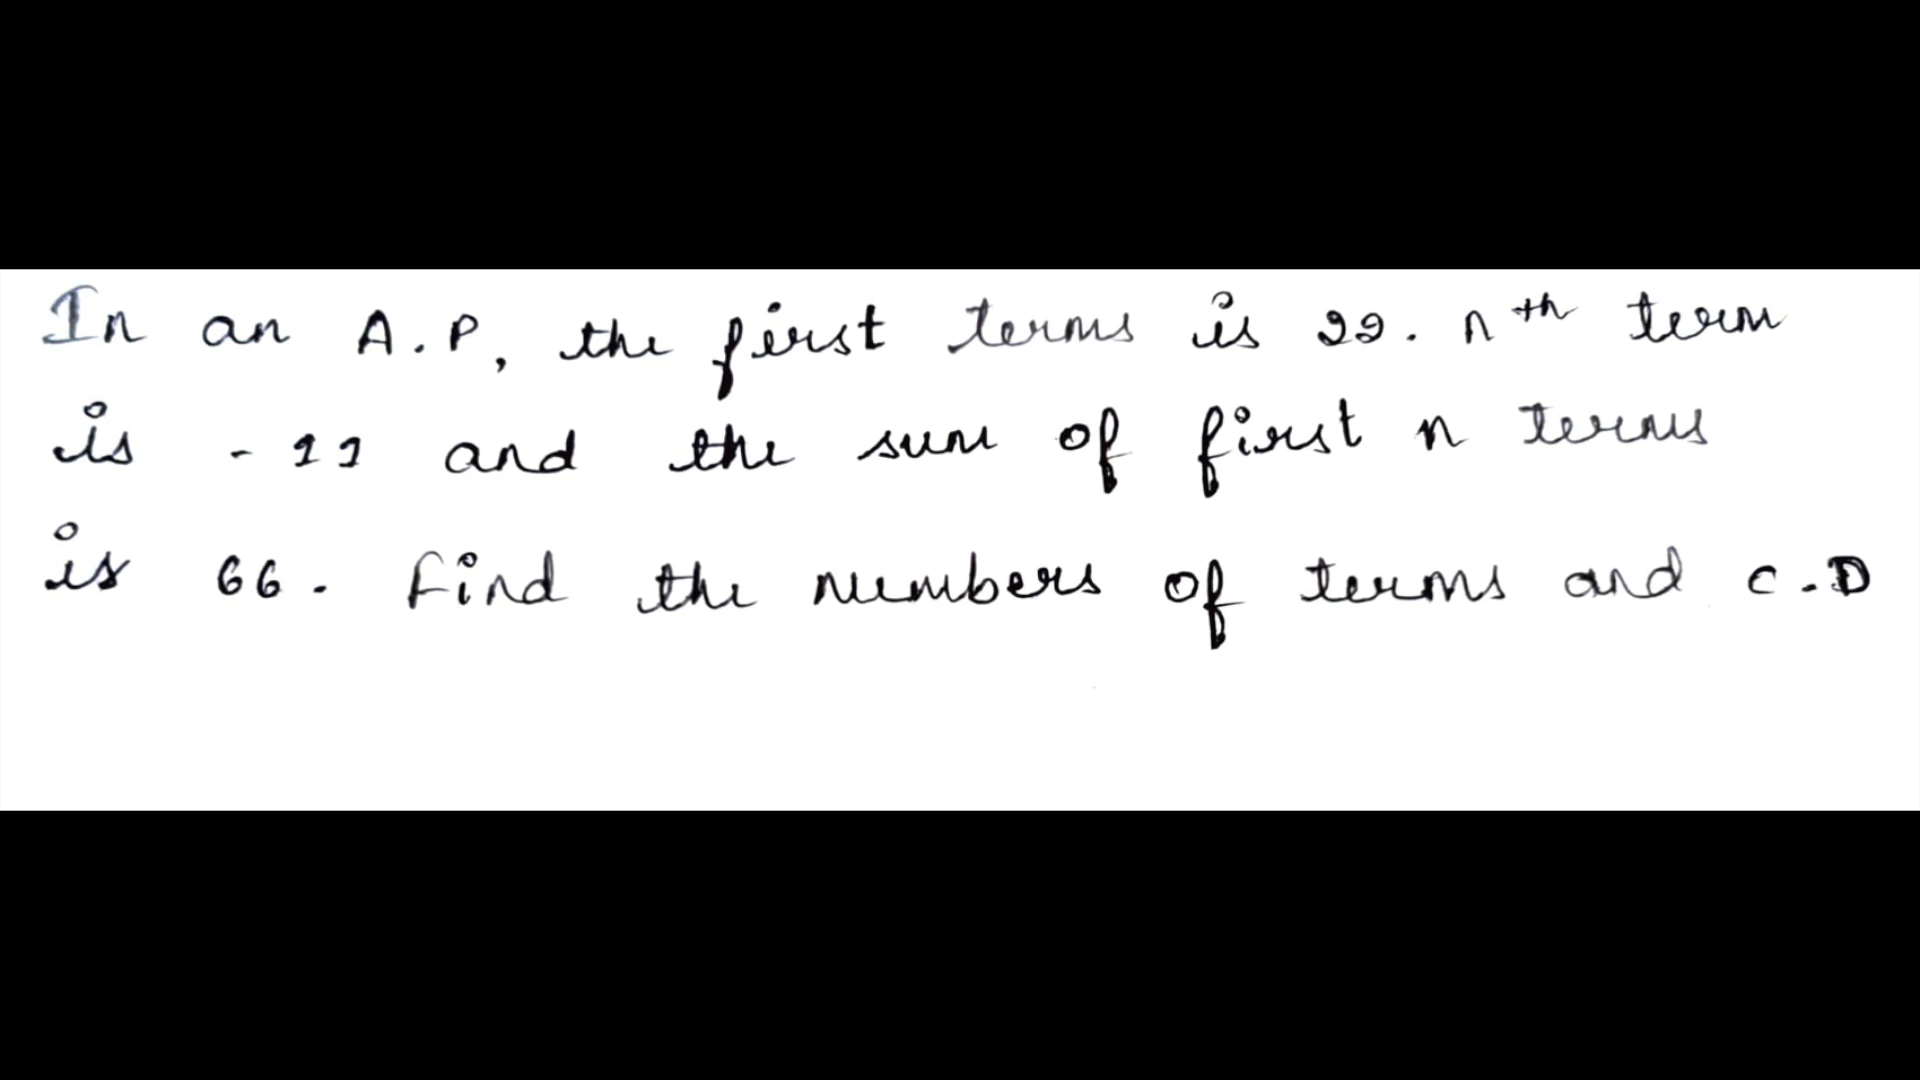 In an A.P, the first terms is 22. nth term
is - 11 and the sum of first n terms
is 66. Find the numbers of terms and C.D